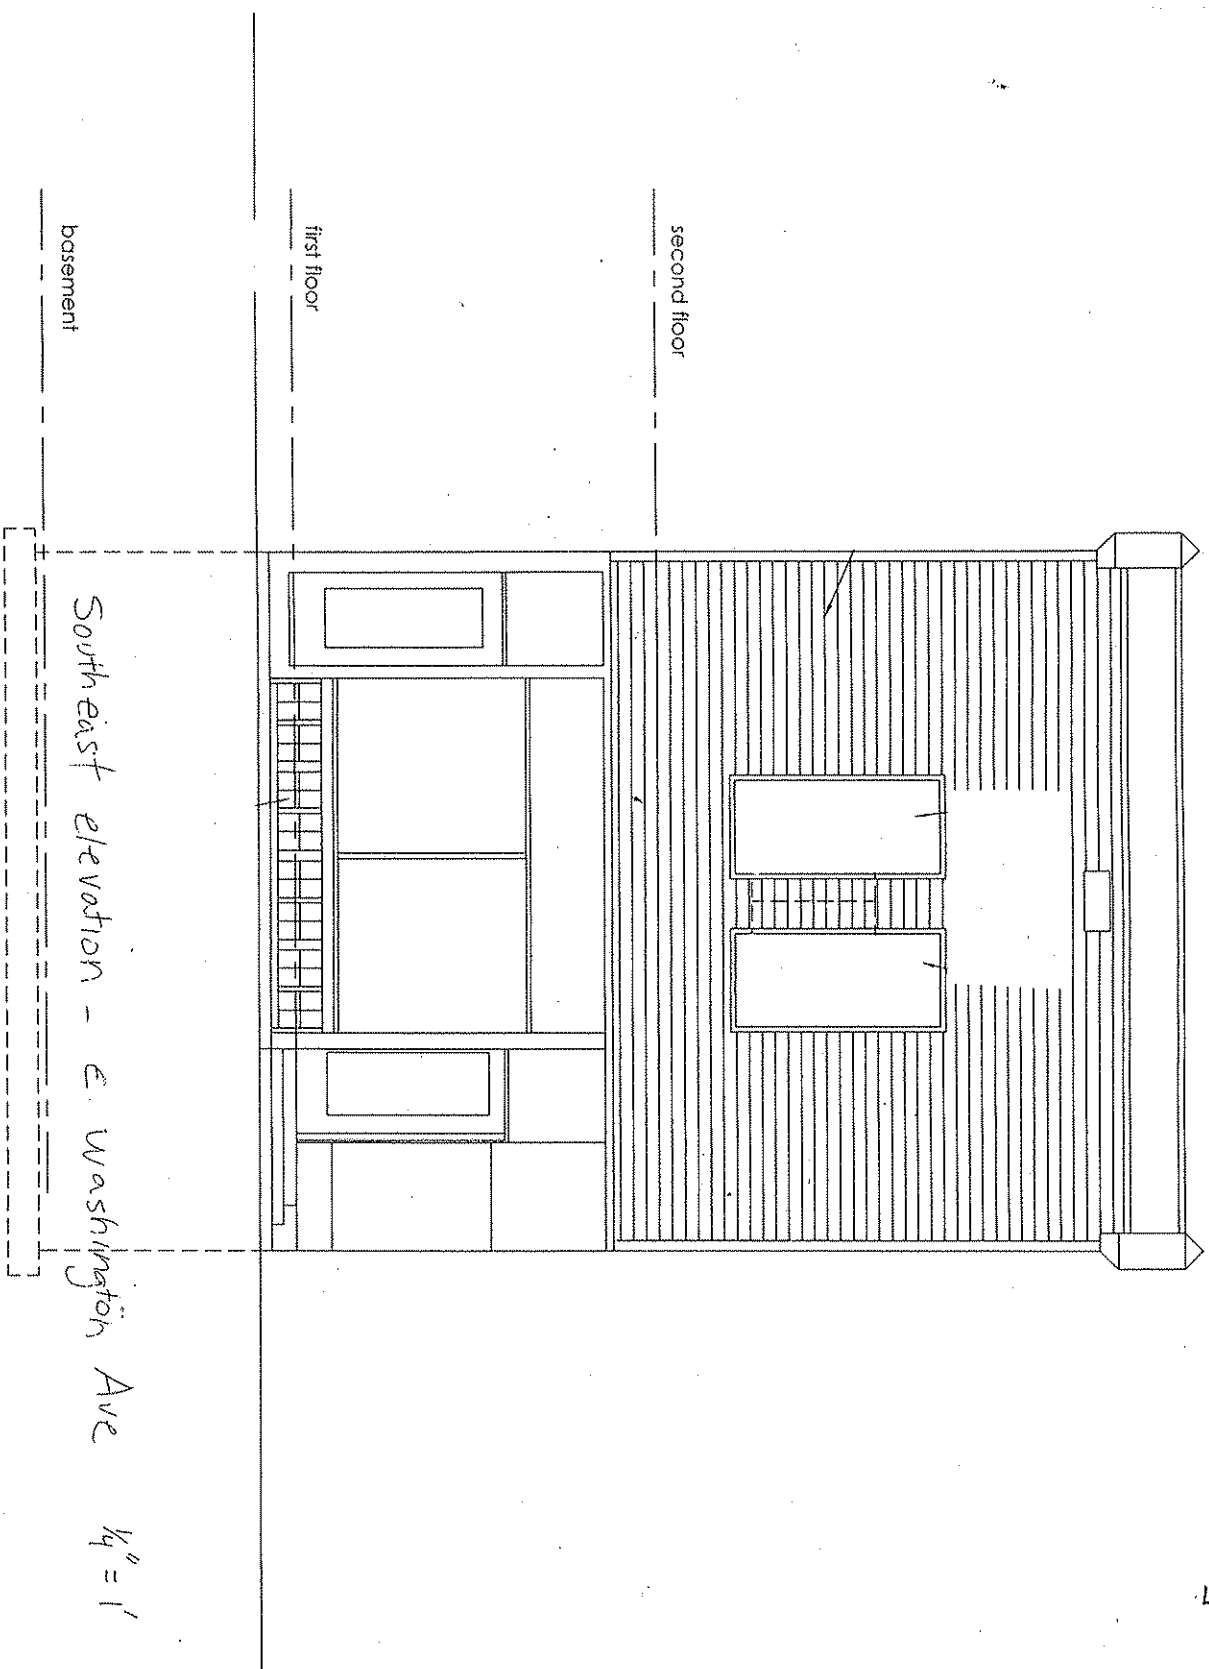 second floor
first floor
basement
Southeast elevation - E. Washington Ave 1/4" = 1'